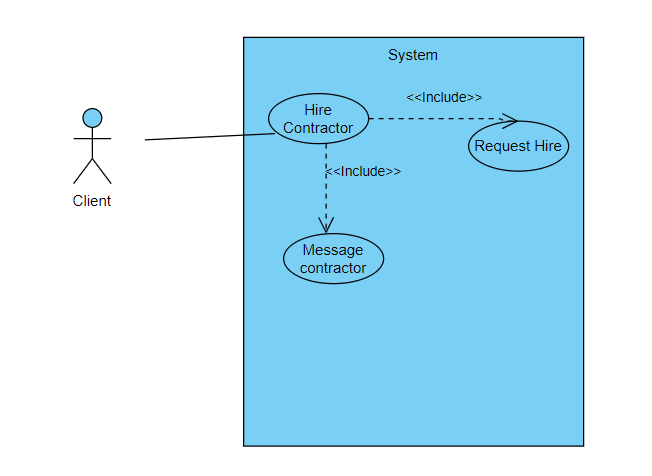 System
Hire
Contractor
<<Include>>
Request Hire
<<Include>>
Client
Message
contractor